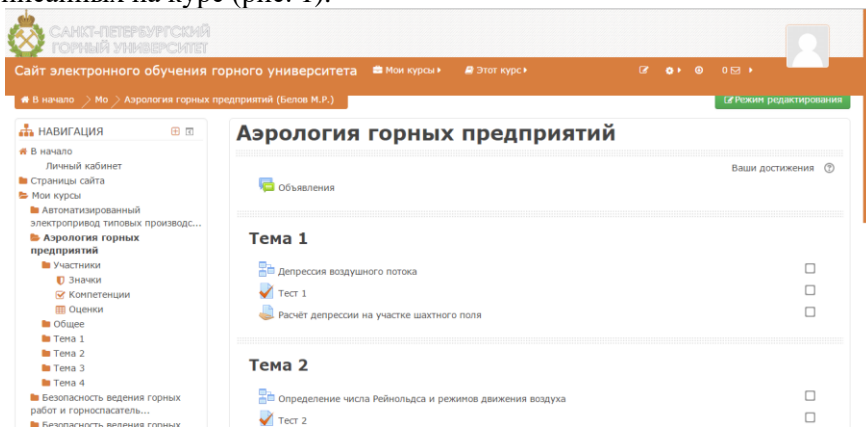 писанных на курс (рис. 1).
САНКТ-ПЕТЕРБУРГСКИЙ
ГОРНЫЙ УНИВЕРСИТЕТ
Сайт электронного обучения горного университета Мои курсы Этот курс 0
В начало Мо Аэрология горных предприятий (Белов М.Р.) Режим редактирования
НАВИГАЦИЯ
В начало
Личный кабинет
Страницы сайта
Мои курсы
Автоматизированный
электропривод типовых производс...
Аэрология горных
предприятий
Участники
Значки
Компетенции
Оценки
Общее
Тема 1
Тема 2
Тема 3
Тема 4
Безопасность ведения горных
работ и горноспасатель...
Безопасность ведения горных
Аэрология горных предприятий
Ваши достижения
Объявления
Тема 1
Депрессия воздушного потока
Тест 1
Расчёт депрессии на участке шахтного поля
Тема 2
Определение числа Рейнольдса и режимов движения воздуха
Тест 2